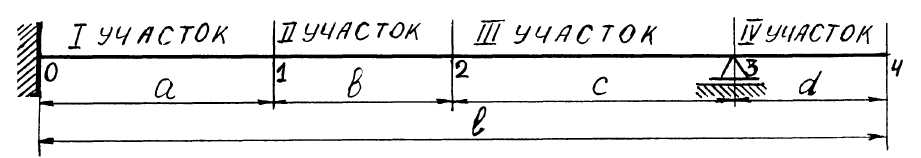 I УЧАСТОК II УЧАСТОК III УЧАСТОК IV УЧАСТОК
0 1 2 3 4
a b c d
l